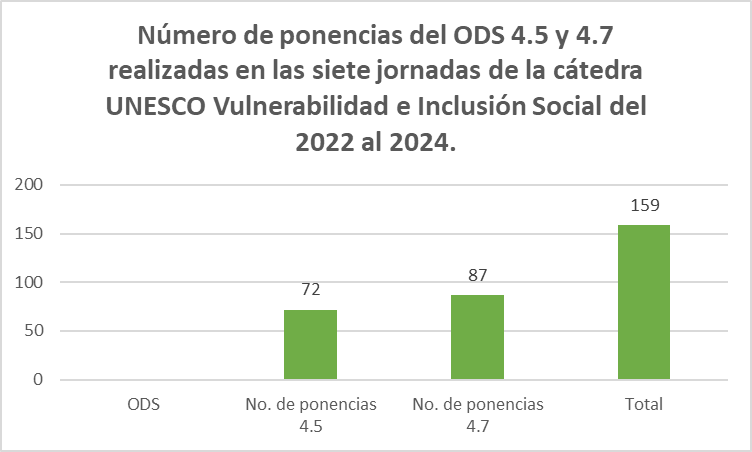 Número de ponencias del ODS 4.5 y 4.7
realizadas en las siete jornadas de la cátedra
UNESCO Vulnerabilidad e Inclusión Social del
2022 al 2024.
200
150
100
50
0
72
87
159
ODS
No. de ponencias
4.5
No. de ponencias
4.7
Total